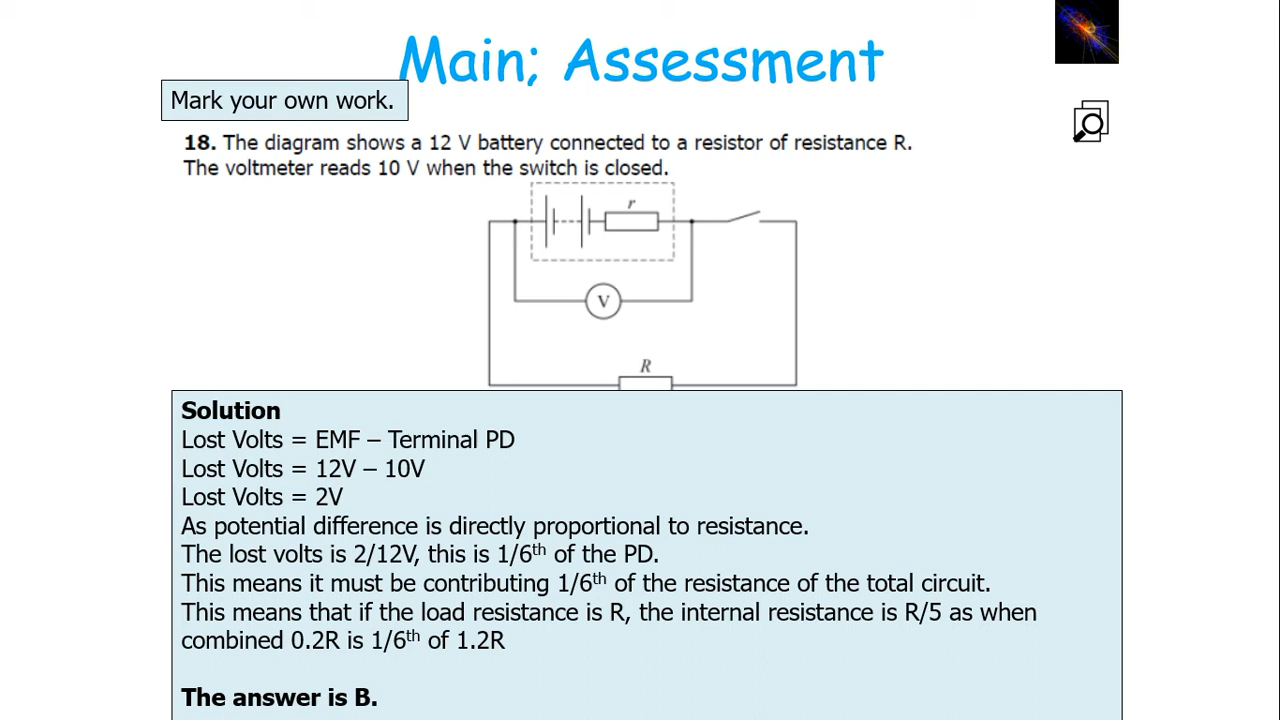 Main; Assessment
Mark your own work.
18. The diagram shows a 12 V battery connected to a resistor of resistance R.
The voltmeter reads 10 V when the switch is closed.
r
V
R
Solution
Lost Volts = EMF – Terminal PD
Lost Volts = 12V – 10V
Lost Volts = 2V
As potential difference is directly proportional to resistance.
The lost volts is 2/12V, this is 1/6th of the PD.
This means it must be contributing 1/6th of the resistance of the total circuit.
This means that if the load resistance is R, the internal resistance is R/5 as when
combined 0.2R is 1/6th of 1.2R
The answer is B.